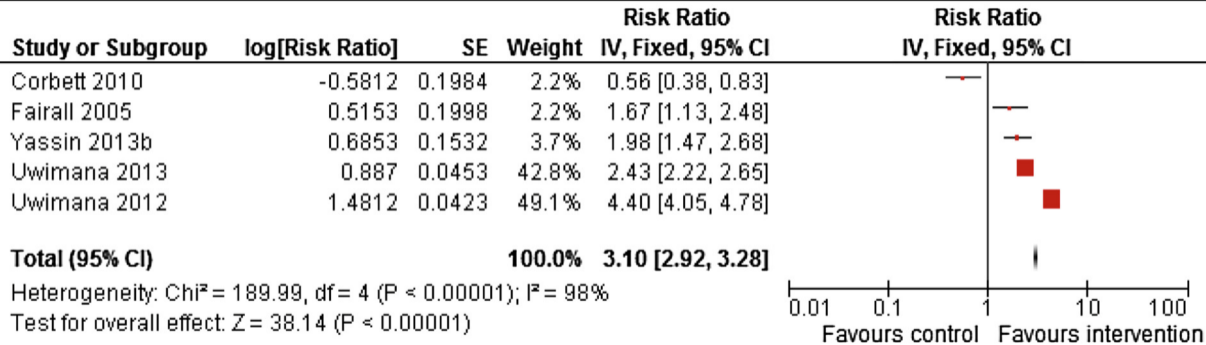 Risk Ratio Risk Ratio
Study or Subgroup log[Risk Ratio] SE Weight IV, Fixed, 95% CI IV, Fixed, 95% CI
Corbett 2010 -0.5812 0.1984 2.2% 0.56 [0.38, 0.83]
Fairall 2005 0.5153 0.1998 2.2% 1.67 [1.13, 2.48]
Yassin 2013b 0.6853 0.1532 3.7% 1.98 [1.47, 2.68]
Uwimana 2013 0.887 0.0453 42.8% 2.43 [2.22, 2.65]
Uwimana 2012 1.4812 0.0423 49.1% 4.40 [4.05, 4.78]
Total (95% CI) 100.0% 3.10 [2.92, 3.28]
Heterogeneity: Chi² = 189.99, df = 4 (P < 0.00001); I² = 98%
Test for overall effect: Z = 38.14 (P < 0.00001)
0.01 0.1 1 10 100
Favours control Favours intervention